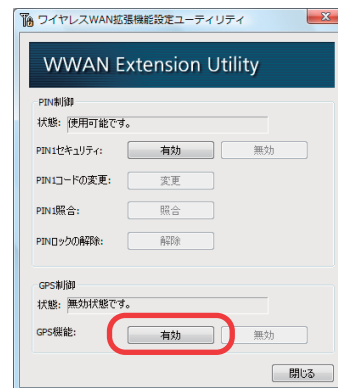 ワイヤレスWAN拡張機能設定ユーティリティ
WWAN Extension Utility
PIN制御
状態: 使用可能です。
PIN1セキュリティ: 有効 無効
PIN1コードの変更: 変更
PIN1照合: 照合
PINロックの解除: 解除
GPS制御
状態: 無効状態です。
GPS機能: 有効 無効
閉じる